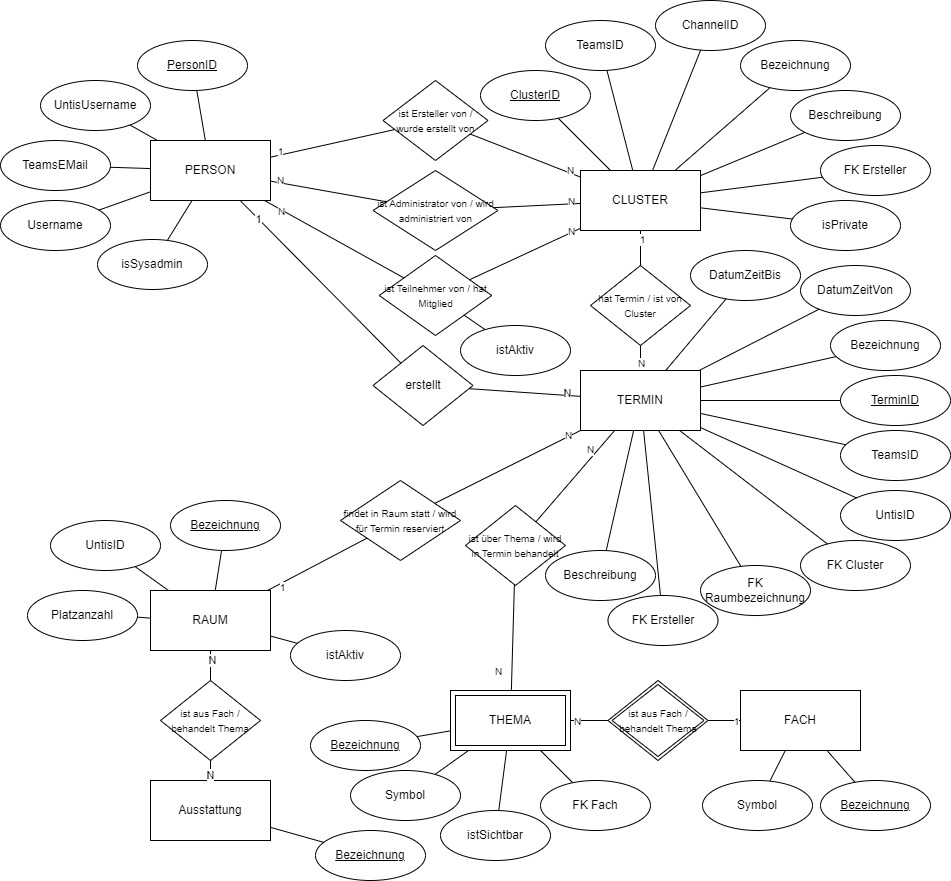 ChannelID
TeamsID
PersonID
Bezeichnung
ClusterID
UntisUsername
Beschreibung
ist Ersteller von /
wurde erstellt von
1
N
TeamsEMail
PERSON
FK Ersteller
N
CLUSTER
ist Administrator von / wird
administriert von
N
N
Username
1
isPrivate
N
1
isSysadmin
DatumZeitBis
ist Teilnehmer von / hat
Mitglied
DatumZeitVon
hat Termin / ist von
Cluster
istAktiv
Bezeichnung
N
erstellt
N
TERMIN
TerminID
N
N
TeamsID
findet in Raum statt / wird
für Termin reserviert
UntisID
Bezeichnung
UntisID
ist über Thema / wird
in Termin behandelt
FK Cluster
Beschreibung
FK
Raumbezeichnung
1
Platzanzahl
RAUM
FK Ersteller
istAktiv
N
N
ist aus Fach /
behandelt Thema
THEMA
N
ist aus Fach /
behandelt Thema
1
FACH
Bezeichnung
N
Symbol
FK Fach
Symbol
Bezeichnung
Ausstattung
istSichtbar
Bezeichnung